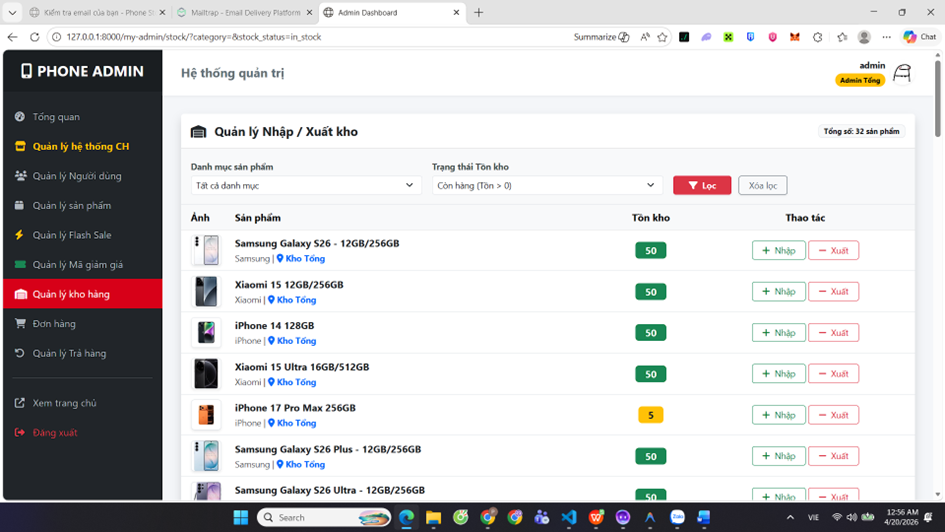 Kiểm tra email của bạn - Phone S
Mailtrap - Email Delivery Platform
Admin Dashboard
127.0.0.1:8000/my-admin/stock/?category=&stock_status=in_stock
Summarize
Chat
PHONE ADMIN
Tổng quan
Quản lý hệ thống CH
Quản lý Người dùng
Quản lý sản phẩm
Quản lý Flash Sale
Quản lý Mã giảm giá
Quản lý kho hàng
Đơn hàng
Quản lý Trả hàng
Xem trang chủ
Đăng xuất
Hệ thống quản trị
admin
Admin Tổng
Quản lý Nhập / Xuất kho
Tổng số: 32 sản phẩm
Danh mục sản phẩm
Trạng thái Tồn kho
Tất cả danh mục
Còn hàng (Tồn > 0)
Lọc
Xóa lọc
Ảnh Sản phẩm Tồn kho Thao tác
Samsung Galaxy S26 - 12GB/256GB
Samsung | Kho Tổng
50 + Nhập − Xuất
Xiaomi 15 12GB/256GB
Xiaomi | Kho Tổng
50 + Nhập − Xuất
iPhone 14 128GB
iPhone | Kho Tổng
50 + Nhập − Xuất
Xiaomi 15 Ultra 16GB/512GB
Xiaomi | Kho Tổng
50 + Nhập − Xuất
iPhone 17 Pro Max 256GB
iPhone | Kho Tổng
5 + Nhập − Xuất
Samsung Galaxy S26 Plus - 12GB/256GB
Samsung | Kho Tổng
50 + Nhập − Xuất
Samsung Galaxy S26 Ultra - 12GB/256GB
50 + Nhập − Xuất
Search
VIE
12:56 AM
4/20/2026